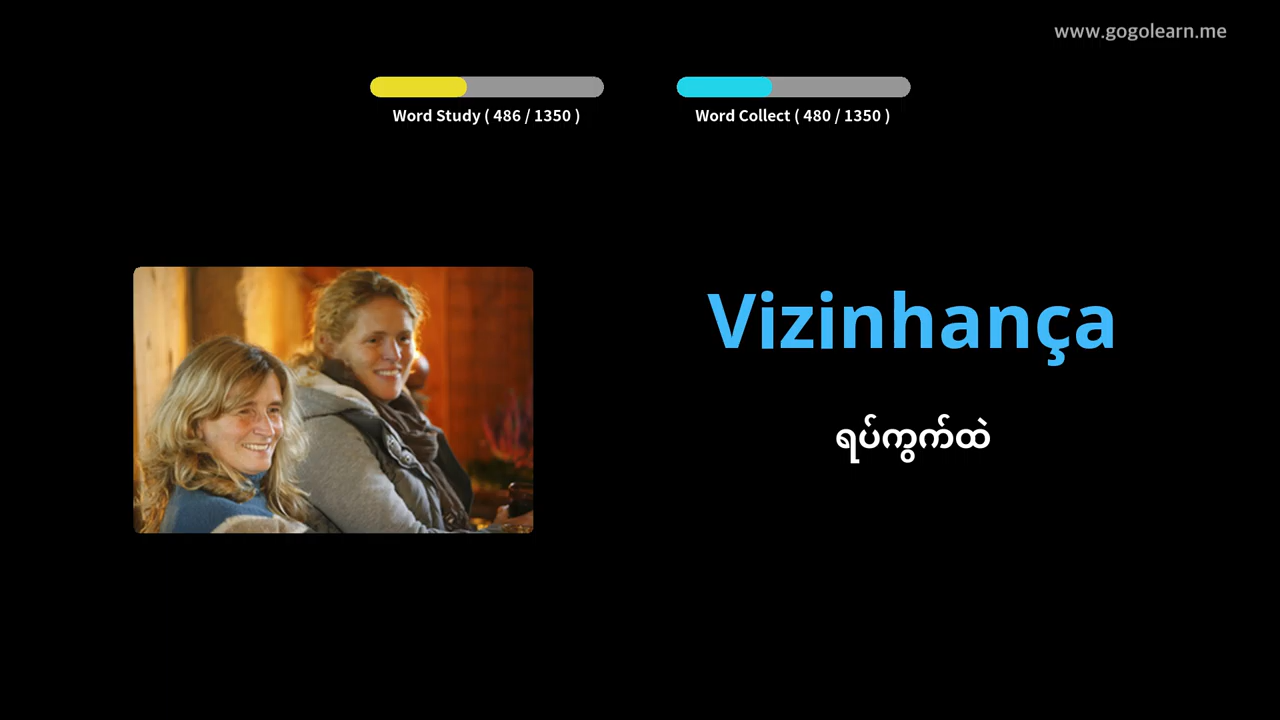 www.gogolearn.me
Word Study ( 486 / 1350 )
Word Collect ( 480 / 1350 )
Vizinhança
ရပ်ကွက်ထဲ